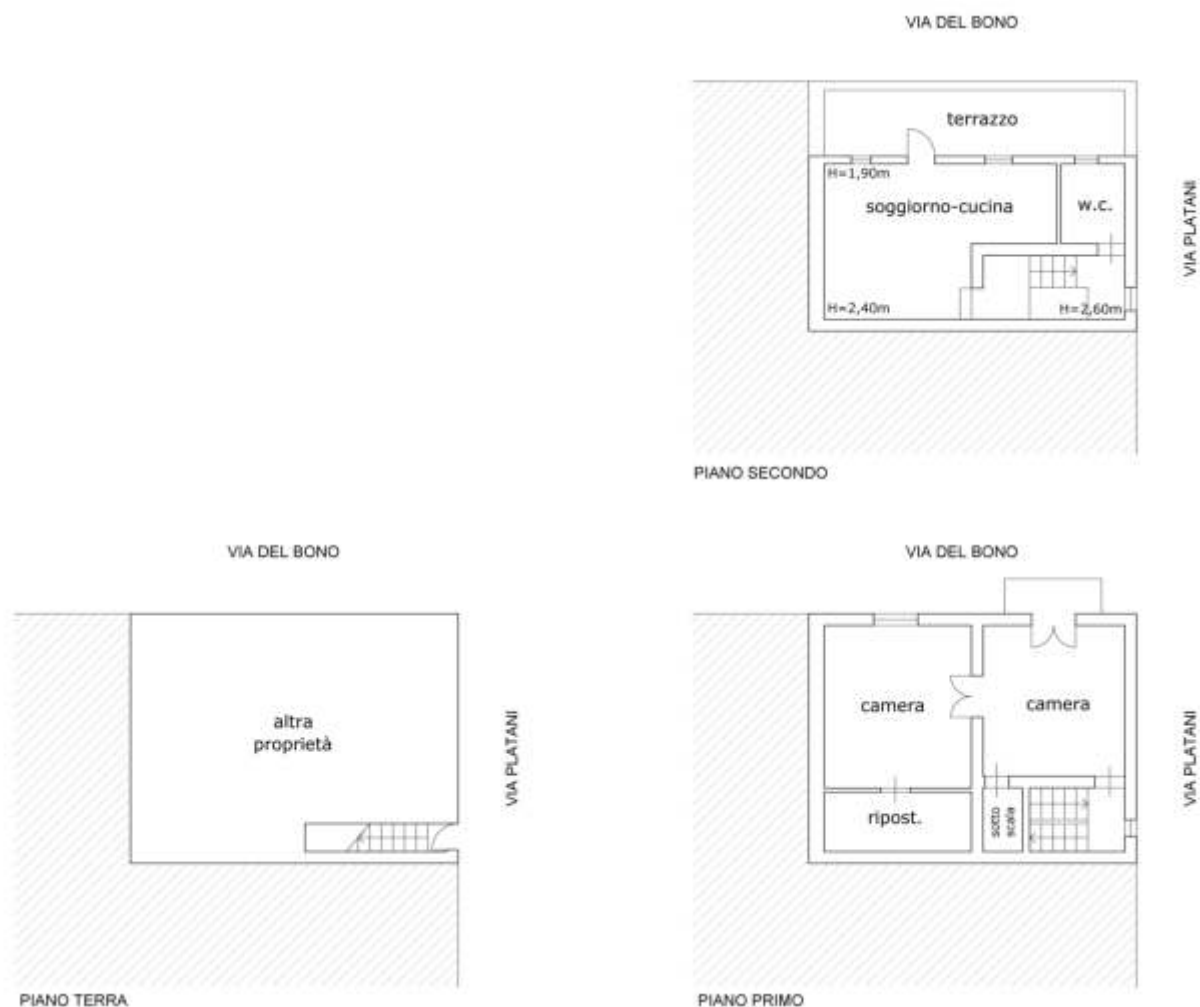 VIA DEL BONO
terrazzo
H=1,90m
soggiorno-cucina
w.c.
VIA PLATANI
H=2,40m
H=2,60m
PIANO SECONDO
VIA DEL BONO
altra
proprietà
VIA PLATANI
PIANO TERRA
VIA DEL BONO
camera
camera
VIA PLATANI
ripost.
sotto
scala
PIANO PRIMO